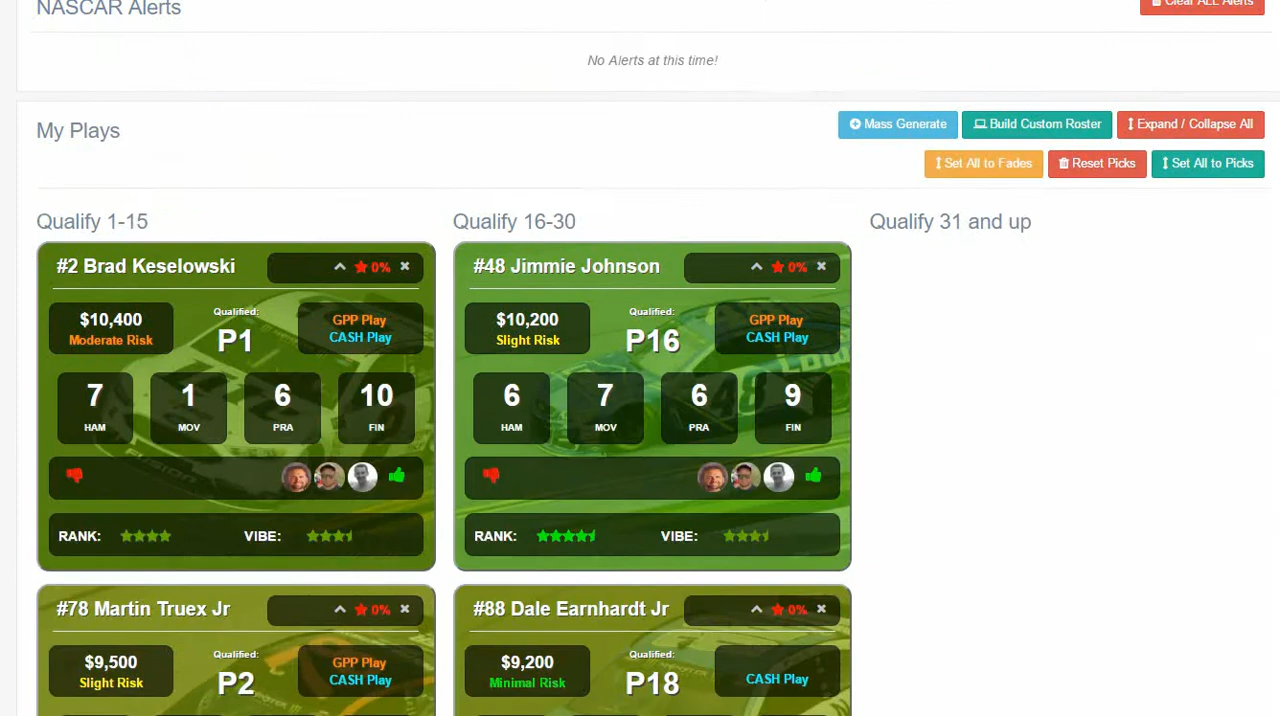 NASCAR Alerts
Clear ALL Alerts
No Alerts at this time!
My Plays
Mass Generate
Build Custom Roster
Expand / Collapse All
Set All to Fades
Reset Picks
Set All to Picks
Qualify 1-15
Qualify 16-30
Qualify 31 and up
#2 Brad Keselowski
0%
$10,400
Moderate Risk
Qualified:
P1
GPP Play
CASH Play
7
HAM
1
MOV
6
PRA
10
FIN
RANK:
VIBE:
#48 Jimmie Johnson
0%
$10,200
Slight Risk
Qualified:
P16
GPP Play
CASH Play
6
HAM
7
MOV
6
PRA
9
FIN
RANK:
VIBE:
#78 Martin Truex Jr
0%
$9,500
Slight Risk
Qualified:
P2
GPP Play
CASH Play
#88 Dale Earnhardt Jr
0%
$9,200
Minimal Risk
Qualified:
P18
CASH Play